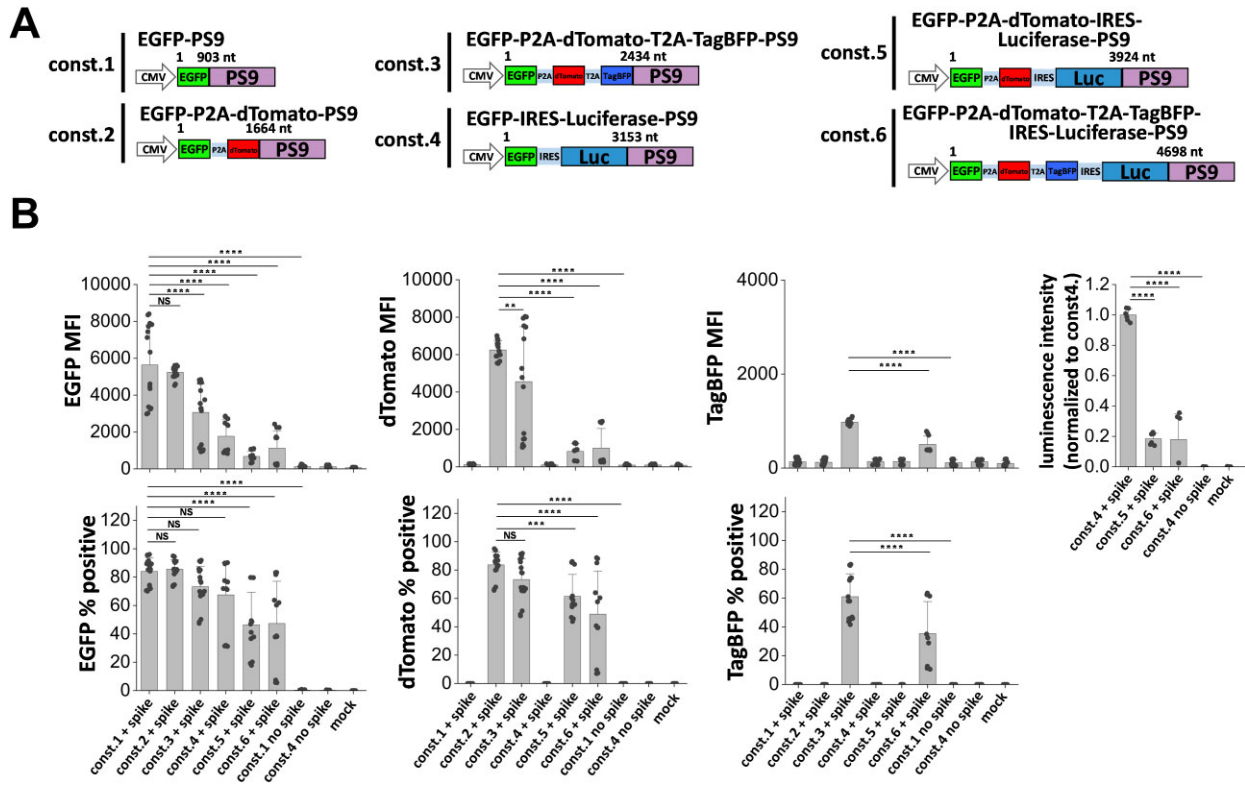 A
const.1
EGFP-PS9
1 903 nt
CMV EGFP PS9
const.2
EGFP-P2A-dTomato-PS9
1 1664 nt
CMV EGFP P2A dTomato PS9
const.3
EGFP-P2A-dTomato-T2A-TagBFP-PS9
1 2434 nt
CMV EGFP P2A dTomato T2A TagBFP PS9
const.4
EGFP-IRES-Luciferase-PS9
1 3153 nt
CMV EGFP IRES Luc PS9
const.5
EGFP-P2A-dTomato-IRES-
Luciferase-PS9
1 3924 nt
CMV EGFP P2A dTomato IRES Luc PS9
const.6
EGFP-P2A-dTomato-T2A-TagBFP-
IRES-Luciferase-PS9
1 4698 nt
CMV EGFP P2A dTomato T2A TagBFP IRES Luc PS9
B
EGFP MFI
10000
8000
6000
4000
2000
0
****
****
****
****
****
NS
dTomato MFI
10000
8000
6000
4000
2000
0
****
****
****
**
TagBFP MFI
4000
2000
0
****
****
luminescence intensity
(normalized to const4.)
1.2
1.0
0.8
0.6
0.4
0.2
0.0
****
****
****
const.4 + spike
const.5 + spike
const.6 + spike
const.4 no spike
mock
EGFP % positive
120
100
80
60
40
20
0
****
****
****
NS
NS
NS
const.1 + spike
const.2 + spike
const.3 + spike
const.4 + spike
const.5 + spike
const.6 + spike
const.1 no spike
const.4 no spike
mock
dTomato % positive
120
100
80
60
40
20
0
****
****
***
NS
const.1 + spike
const.2 + spike
const.3 + spike
const.4 + spike
const.5 + spike
const.6 + spike
const.1 no spike
const.4 no spike
mock
TagBFP % positive
120
100
80
60
40
20
0
****
****
const.1 + spike
const.2 + spike
const.3 + spike
const.4 + spike
const.5 + spike
const.6 + spike
const.1 no spike
const.4 no spike
mock